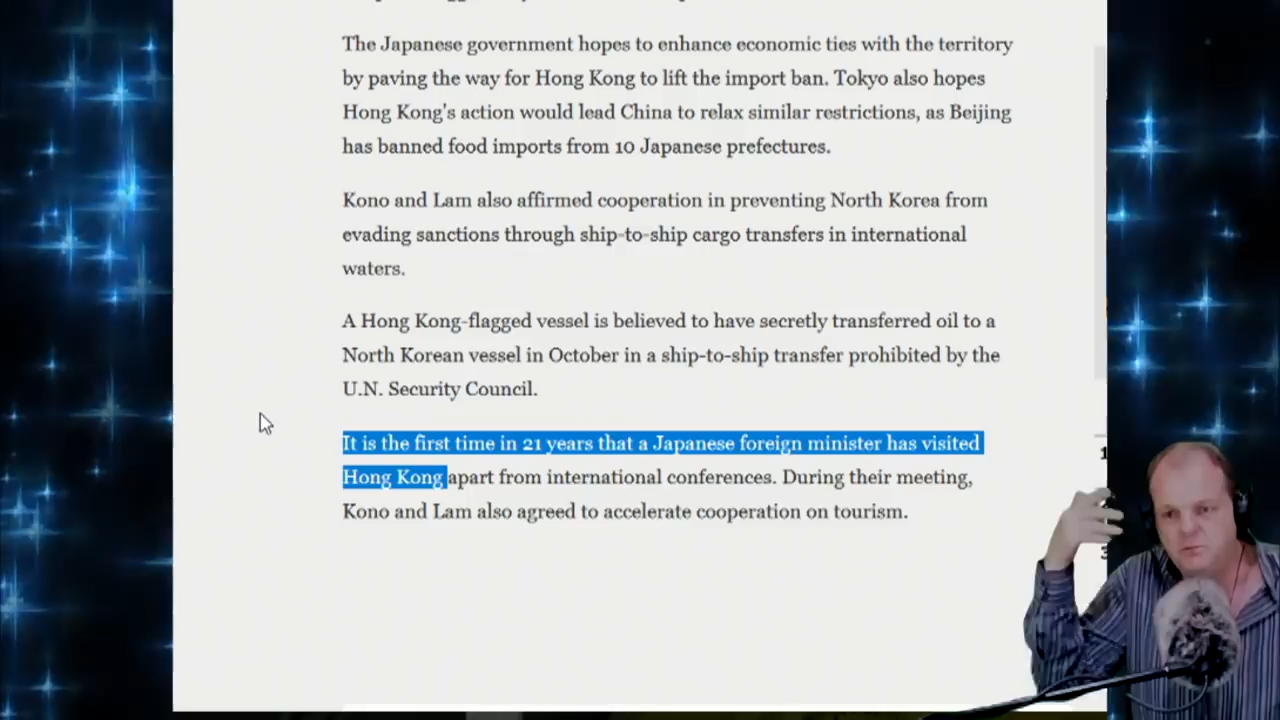 The Japanese government hopes to enhance economic ties with the territory
by paving the way for Hong Kong to lift the import ban. Tokyo also hopes
Hong Kong's action would lead China to relax similar restrictions, as Beijing
has banned food imports from 10 Japanese prefectures.
Kono and Lam also affirmed cooperation in preventing North Korea from
evading sanctions through ship-to-ship cargo transfers in international
waters.
A Hong Kong-flagged vessel is believed to have secretly transferred oil to a
North Korean vessel in October in a ship-to-ship transfer prohibited by the
U.N. Security Council.
It is the first time in 21 years that a Japanese foreign minister has visited
Hong Kong apart from international conferences. During their meeting,
Kono and Lam also agreed to accelerate cooperation on tourism.